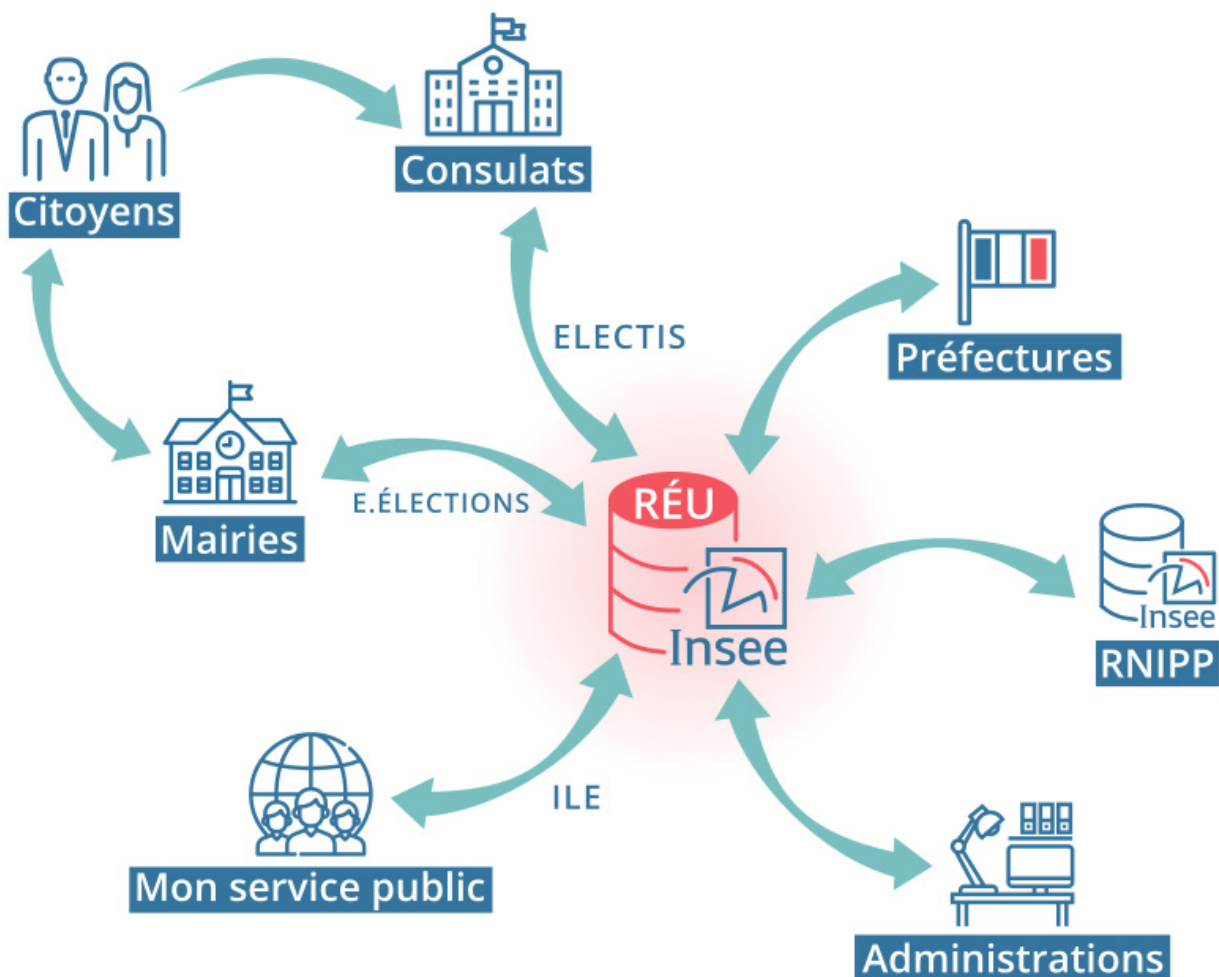 Citoyens
Consulats
Préfectures
ELECTIS
Mairies
E.ÉLECTIONS
RÉU
Insee
Insee
RNIPP
ILE
Mon service public
Administrations